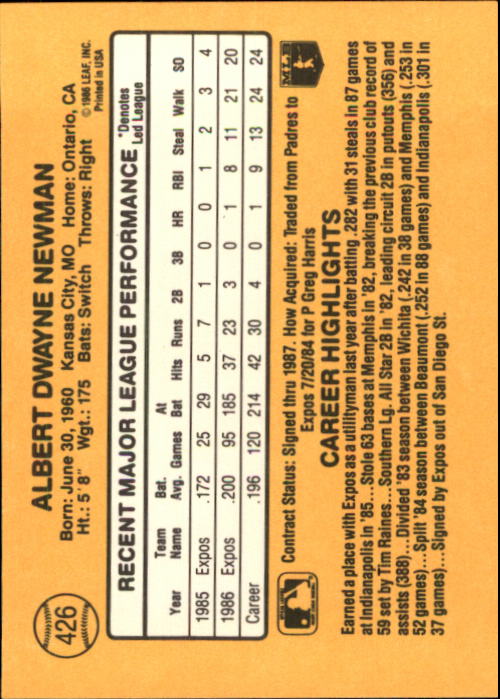 426
ALBERT DWAYNE NEWMAN
Born: June 30, 1960 Kansas City, MO Home: Ontario, CA
Ht.: 5'8" Wgt.: 175 Bats: Switch Throws: Right
© 1986 LEAF, INC.
Printed in USA
RECENT MAJOR LEAGUE PERFORMANCE
*Denotes
Led League
Year Team Name Bat. Avg. Games At Bat Hits Runs 2B 3B HR RBI Steal Walk SO
1985 Expos .172 25 29 5 7 1 0 0 1 2 3 4
1986 Expos .200 95 185 37 23 3 0 1 8 11 21 20
Career .196 120 214 42 30 4 0 1 9 13 24 24
Contract Status: Signed thru 1987. How Acquired: Traded from Padres to
Expos 7/20/84 for P Greg Harris
MLB
CAREER HIGHLIGHTS
Earned a place with Expos as a utilityman last year after batting .282 with 31 steals in 87 games
at Indianapolis in '85...Stole 63 bases at Memphis in '82, breaking the previous club record of
59 set by Tim Raines...Southern Lg. All Star 2B in '82, leading circuit 2B in putouts (356) and
assists (388)...Divided '83 season between Wichita (.242 in 38 games) and Memphis (.253 in
52 games)...Split '84 season between Beaumont (.252 in 88 games) and Indianapolis (.301 in
37 games)...Signed by Expos out of San Diego St.